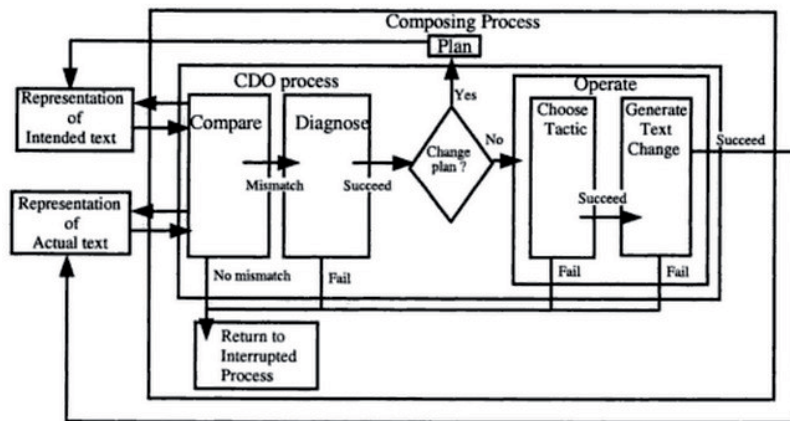 Composing Process
Plan
CDO process
Operate
Representation
of
Intended text
Compare
Diagnose
Yes
Change
plan ?
No
Choose
Tactic
Generate
Text
Change
Succeed
Mismatch
Succeed
Succeed
Representation
of
Actual text
No mismatch
Fail
Fail
Fail
Return to
Interrupted
Process